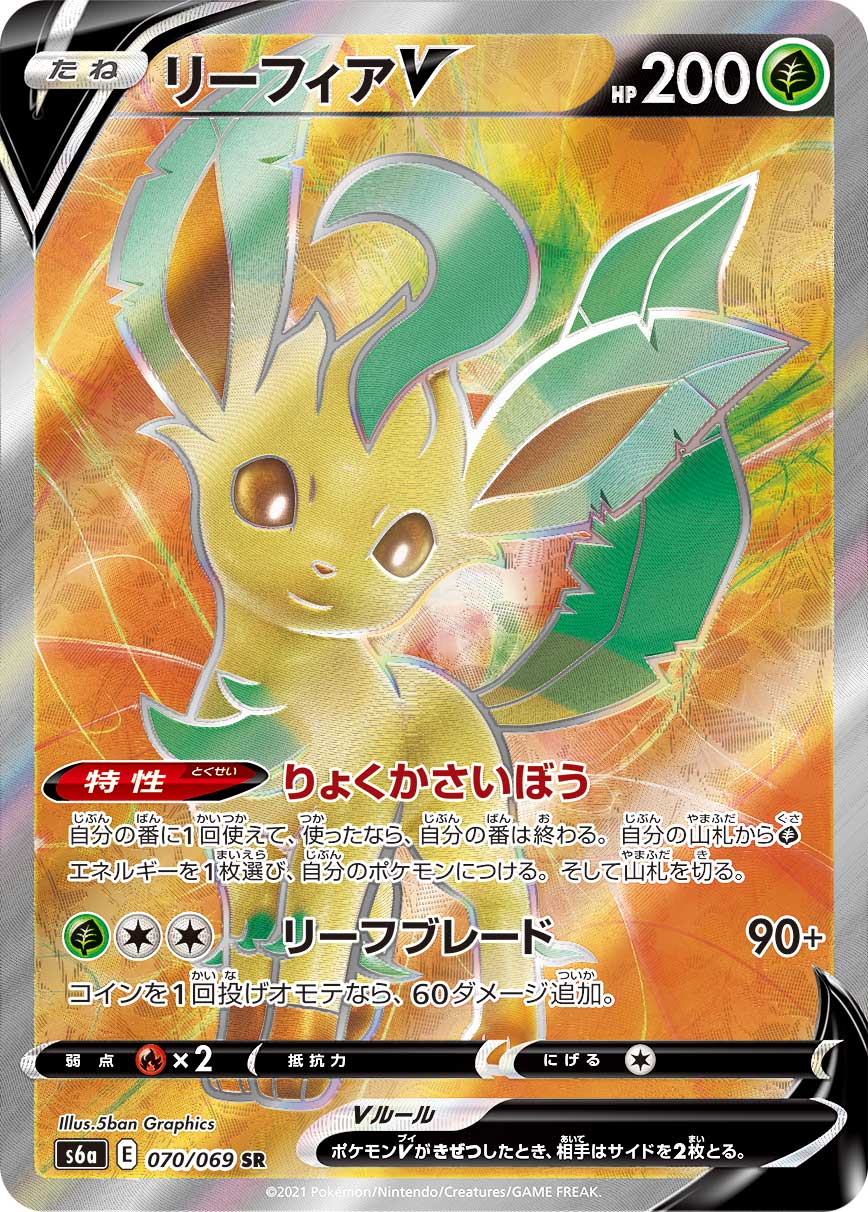 たね リーフィアV HP 200
特性 とくせい りょくかさいぼう
自分の番に1回使えて、使ったなら、自分の番は終わる。自分の山札から
エネルギーを1枚選び、自分のポケモンにつける。そして山札を切る。
リーフブレード 90+
コインを1回投げオモテなら、60ダメージ追加。
弱点 ×2 抵抗力 にげる
Illus.5ban Graphics
Vルール
ポケモンVがきぜつしたとき、相手はサイドを2枚とる。
s6a E 070/069 SR
©2021 Pokémon/Nintendo/Creatures/GAME FREAK.